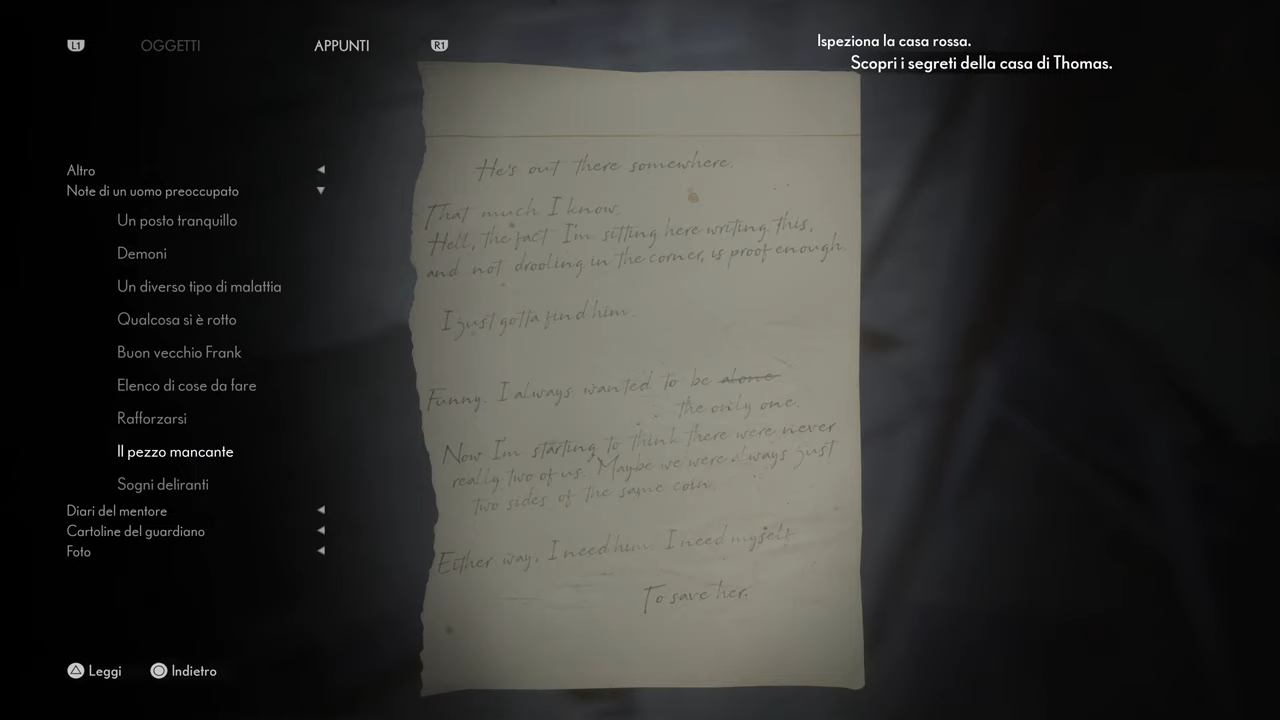 L1
OGGETTI
APPUNTI
R1
Ispeziona la casa rossa.
Scopri i segreti della casa di Thomas.
Altro
Note di un uomo preoccupato
Un posto tranquillo
Demoni
Un diverso tipo di malattia
Qualcosa si è rotto
Buon vecchio Frank
Elenco di cose da fare
Rafforzarsi
Il pezzo mancante
Sogni deliranti
Diari del mentore
Cartoline del guardiano
Foto
Leggi
Indietro
He's out there somewhere.
That much I know.
Hell, the fact I'm sitting here writing this,
and not drooling in the corner, is proof enough.
I just gotta find him.
Funny. I always wanted to be alone
the only one.
Now I'm starting to think there were never
really two of us. Maybe we were always just
two sides of the same coin.
Either way, I need him. I need myself
To save her.